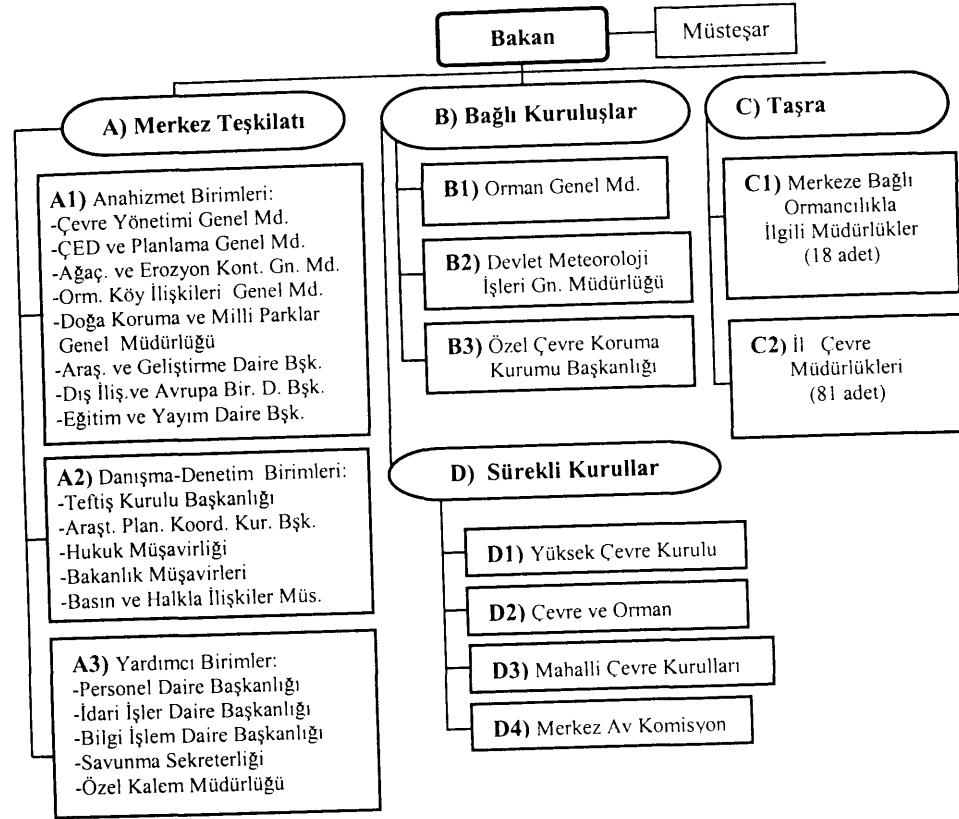 Bakan
Müsteşar
A) Merkez Teşkilatı
A1) Anahizmet Birimleri:
-Çevre Yönetimi Genel Md.
-ÇED ve Planlama Genel Md.
-Ağaç. ve Erozyon Kont. Gn. Md.
-Orm. Köy İlişkileri Genel Md.
-Doğa Koruma ve Milli Parklar
Genel Müdürlüğü
-Araş. ve Geliştirme Daire Bşk.
-Dış İliş.ve Avrupa Bir. D. Bşk.
-Eğitim ve Yayım Daire Bşk.
A2) Danışma-Denetim Birimleri:
-Teftiş Kurulu Başkanlığı
-Araşt. Plan. Koord. Kur. Bşk.
-Hukuk Müşavirliği
-Bakanlık Müşavirleri
-Basın ve Halkla İlişkiler Müs.
A3) Yardımcı Birimler:
-Personel Daire Başkanlığı
-İdari İşler Daire Başkanlığı
-Bilgi İşlem Daire Başkanlığı
-Savunma Sekreterliği
-Özel Kalem Müdürlüğü
B) Bağlı Kuruluşlar
B1) Orman Genel Md.
B2) Devlet Meteoroloji
İşleri Gn. Müdürlüğü
B3) Özel Çevre Koruma
Kurumu Başkanlığı
C) Taşra
C1) Merkeze Bağlı
Ormancılıkla
İlgili Müdürlükler
(18 adet)
C2) İl Çevre
Müdürlükleri
(81 adet)
D) Sürekli Kurullar
D1) Yüksek Çevre Kurulu
D2) Çevre ve Orman
D3) Mahalli Çevre Kurulları
D4) Merkez Av Komisyon